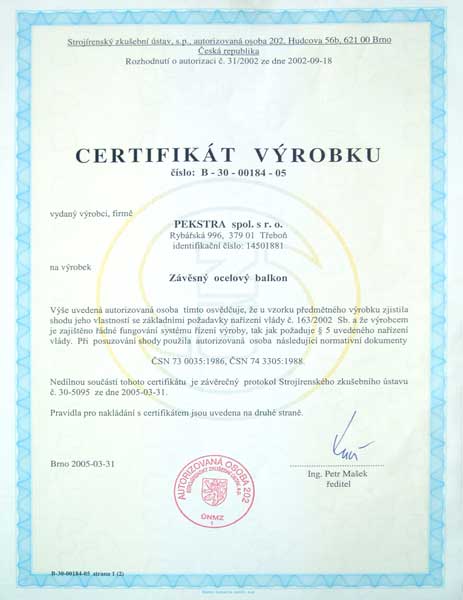 Strojírenský zkušební ústav, s.p., autorizovaná osoba 202, Hudcova 56b, 621 00 Brno
Česká republika
Rozhodnutí o autorizaci č. 31/2002 ze dne 2002-09-18
CERTIFIKÁT VÝROBKU
číslo: B - 30 - 00184 - 05
vydaný výrobci, firmě
PEKSTRA spol. s r. o.
Rybářská 996, 379 01 Třeboň
identifikační číslo: 14501881
na výrobek
Závěsný ocelový balkon
Výše uvedená autorizovaná osoba tímto osvědčuje, že u vzorku předmětného výrobku zjistila
shodu jeho vlastností se základními požadavky nařízení vlády č. 163/2002 Sb. a že výrobcem
je zajištěno řádné fungování systému řízení výroby, tak jak požaduje § 5 uvedeného nařízení
vlády. Při posuzování shody použila autorizovaná osoba následující normativní dokumenty
ČSN 73 0035:1986, ČSN 74 3305:1988.
Nedílnou součástí tohoto certifikátu je závěrečný protokol Strojírenského zkušebního ústavu
č. 30-5095 ze dne 2005-03-31.
Pravidla pro nakládání s certifikátem jsou uvedena na druhé straně.
Brno 2005-03-31
AUTORIZOVANÁ OSOBA 202
STROJÍRENSKÝ ZKUŠEBNÍ ÚSTAV, s.p.
ÚNMZ
1
Ing. Petr Mašek
ředitel
B-30-00184-05 strana 1 (2)